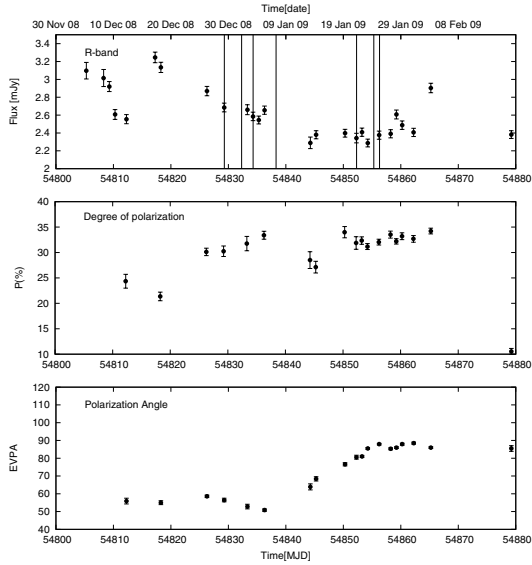 Time[date]
30 Nov 08 10 Dec 08 20 Dec 08 30 Dec 08 09 Jan 09 19 Jan 09 29 Jan 09 08 Feb 09
3.4
3.2
3
2.8
2.6
2.4
2.2
2
Flux[mJy]
R-band
54800 54810 54820 54830 54840 54850 54860 54870 54880
45
40
35
30
25
20
15
10
P(%)
Degree of polarization
54800 54810 54820 54830 54840 54850 54860 54870 54880
120
110
100
90
80
70
60
50
40
EVPA
Polarization Angle
54800 54810 54820 54830 54840 54850 54860 54870 54880
Time[MJD]